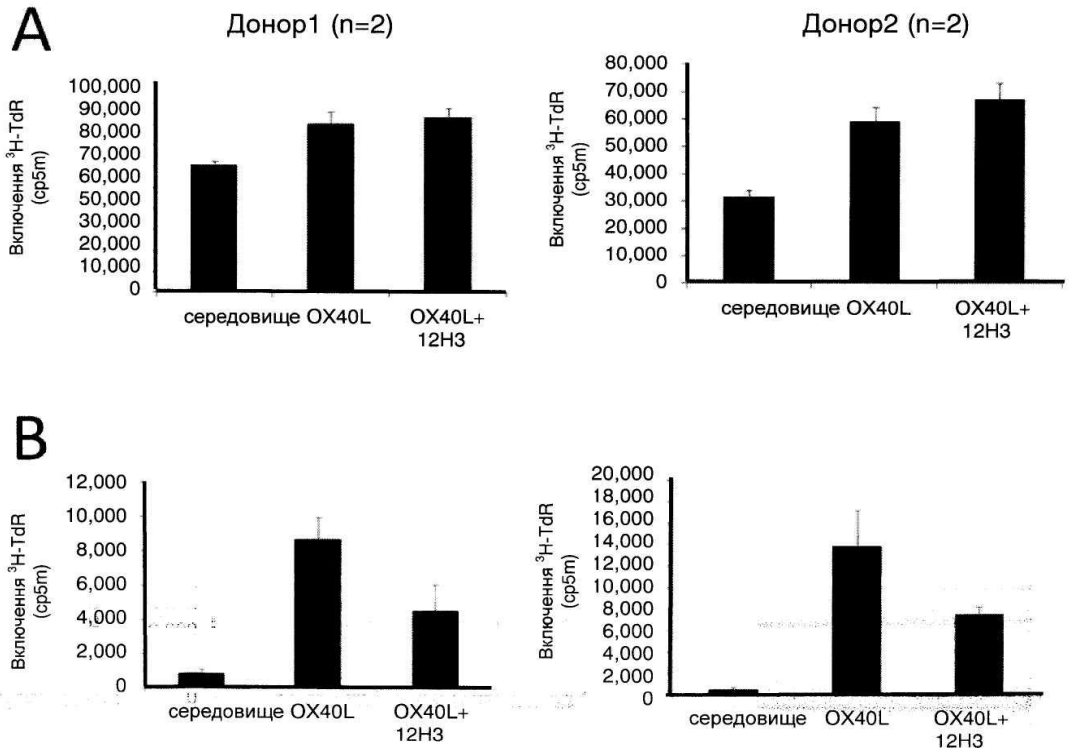 A
Донор1 (n=2)
Включення ³H-TdR
(cp5m)
100,000
90,000
80,000
70,000
60,000
50,000
40,000
30,000
20,000
10,000
0
середовище OX40L OX40L+
12H3
Донор2 (n=2)
Включення ³H-TdR
(cp5m)
80,000
70,000
60,000
50,000
40,000
30,000
20,000
10,000
0
середовище OX40L OX40L+
12H3
B
Включення ³H-TdR
(cp5m)
12,000
10,000
8,000
6,000
4,000
2,000
0
середовище OX40L OX40L+
12H3
Включення ³H-TdR
(cp5m)
20,000
18,000
16,000
14,000
12,000
10,000
8,000
6,000
4,000
2,000
0
середовище OX40L OX40L+
12H3